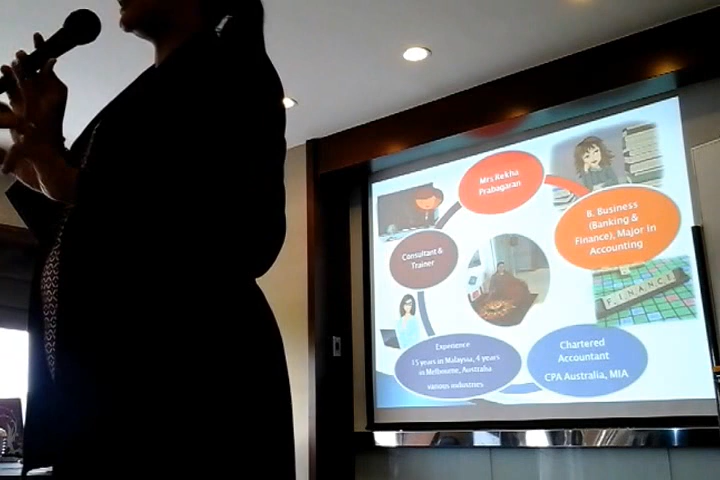 Mrs Rekha
Prabagaran
B. Business
(Banking &
Finance), Major in
Accounting
Consultant &
Trainer
FINANCE
Experience
15 years in Malaysia, 4 years
in Melbourne, Australia
various industries
Chartered
Accountant
CPA Australia, MIA